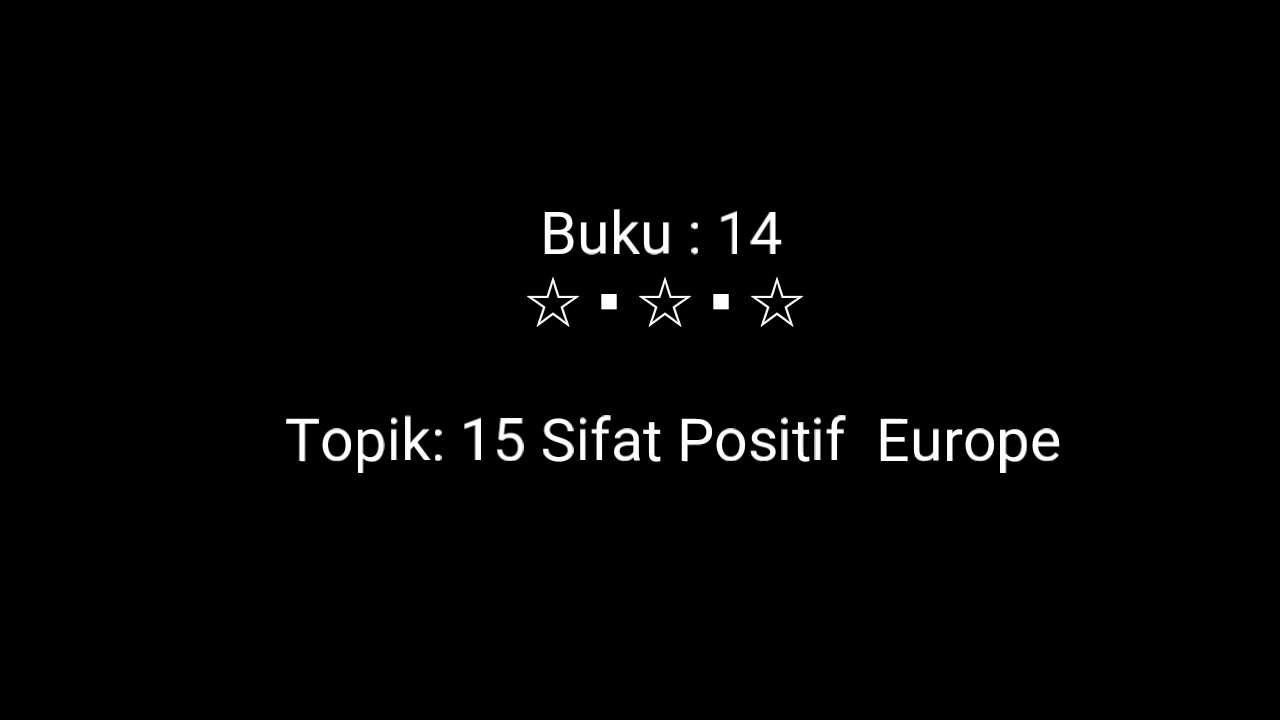 Buku : 14
☆ ▪ ☆ ▪ ☆
Topik: 15 Sifat Positif  Europe